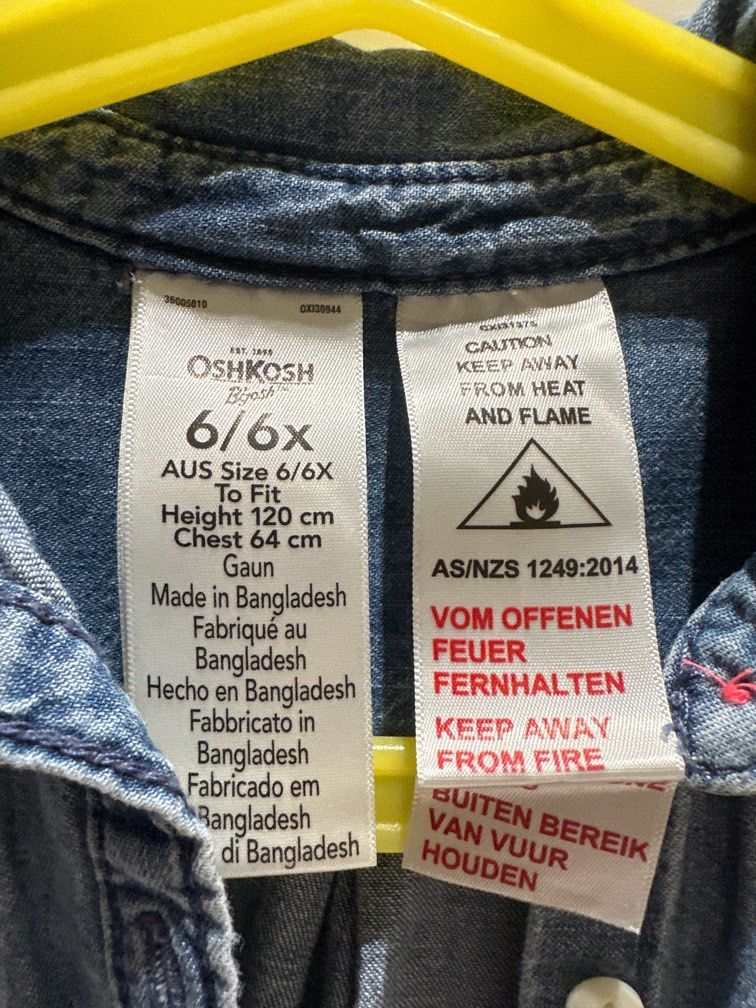 36005010 OXI30944
EST. 1895
OSHKOSH
B'gosh
6/6x
AUS Size 6/6X
To Fit
Height 120 cm
Chest 64 cm
Gaun
Made in Bangladesh
Fabriqué au
Bangladesh
Hecho en Bangladesh
Fabbricato in
Bangladesh
Fabricado em
Bangladesh
di Bangladesh
OXI31375
CAUTION
KEEP AWAY
FROM HEAT
AND FLAME
AS/NZS 1249:2014
VOM OFFENEN
FEUER
FERNHALTEN
KEEP AWAY
FROM FIRE
BUITEN BEREIK
VAN VUUR
HOUDEN